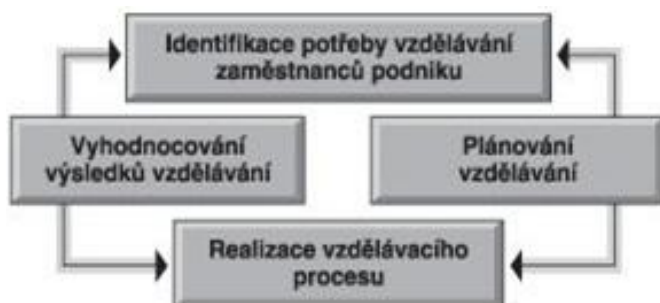 Identifikace potřeby vzdělávání
zaměstnanců podniku
Vyhodnocování
výsledků vzdělávání
Plánování
vzdělávání
Realizace vzdělávacího
procesu